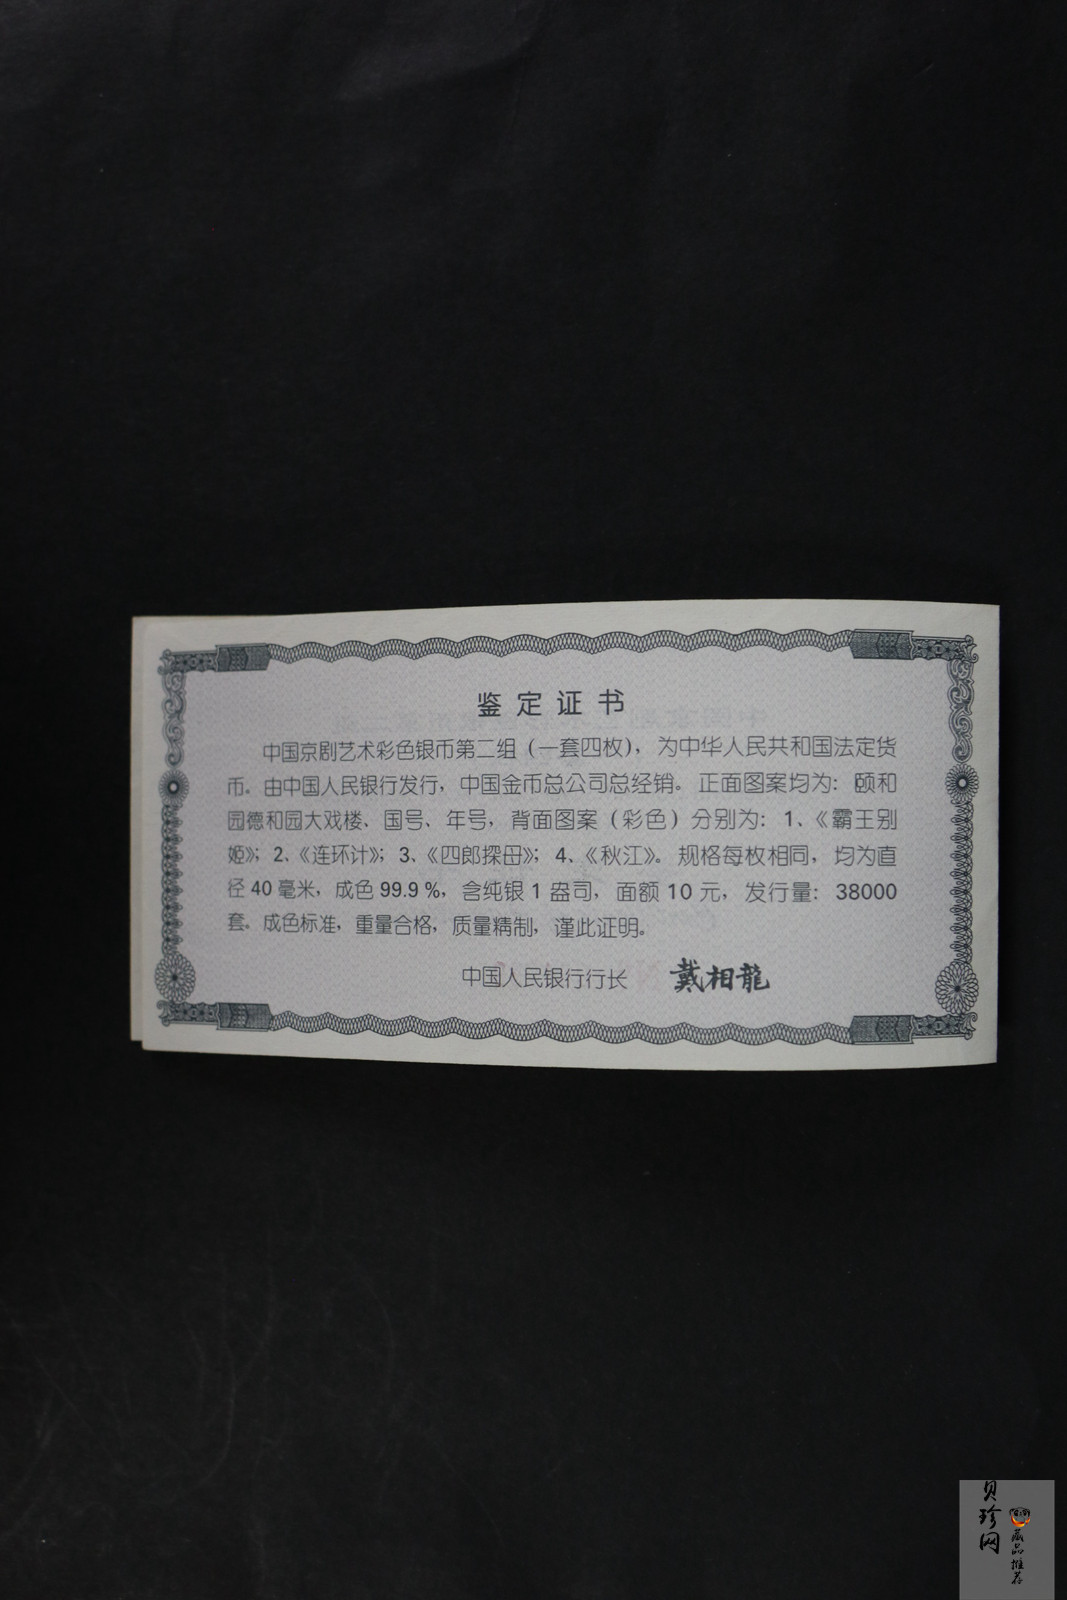 鉴定证书
中国京剧艺术彩色银币第二组（一套四枚），为中华人民共和国法定货
币。由中国人民银行发行，中国金币总公司总经销。正面图案均为：颐和
园德和园大戏楼、国号、年号，背面图案（彩色）分别为：1、《霸王别
姬》；2、《连环计》；3、《四郎探母》；4、《秋江》。规格每枚相同，均为直
径40毫米，成色99.9%，含纯银1盎司，面额10元，发行量：38000
套。成色标准，重量合格，质量精制，谨此证明。
中国人民银行行长 戴相龍
贝珍网
藏品推荐